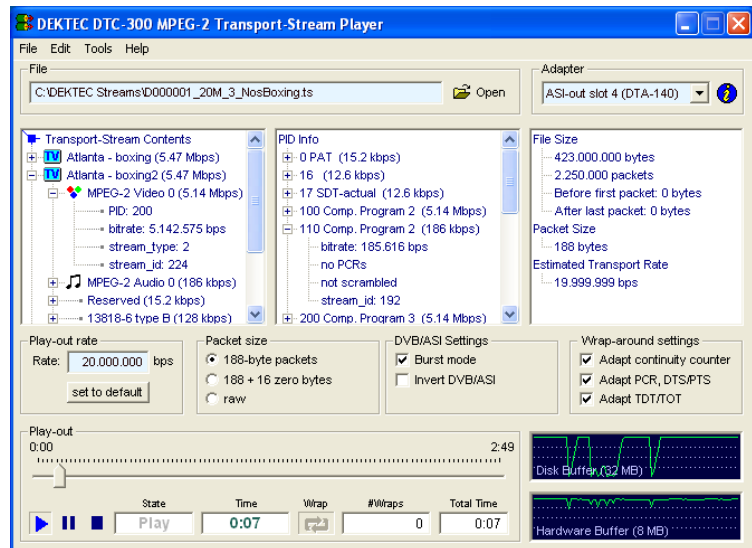 DEKTEC DTC-300 MPEG-2 Transport-Stream Player
File Edit Tools Help
File
C:\DEKTEC Streams\D000001_20M_3_NosBoxing.ts
Open
Adapter
ASI-out slot 4 (DTA-140)
Transport-Stream Contents
TV Atlanta - boxing (5.47 Mbps)
TV Atlanta - boxing2 (5.47 Mbps)
MPEG-2 Video 0 (5.14 Mbps)
PID: 200
bitrate: 5.142.575 bps
stream_type: 2
stream_id: 224
MPEG-2 Audio 0 (186 kbps)
Reserved (15.2 kbps)
13818-6 type B (128 kbps)
PID Info
0 PAT (15.2 kbps)
16 (12.6 kbps)
17 SDT-actual (12.6 kbps)
100 Comp. Program 2 (5.14 Mbps)
110 Comp. Program 2 (186 kbps)
bitrate: 185.616 bps
no PCRs
not scrambled
stream_id: 192
200 Comp. Program 3 (5.14 Mbps)
File Size
423.000.000 bytes
2.250.000 packets
Before first packet: 0 bytes
After last packet: 0 bytes
Packet Size
188 bytes
Estimated Transport Rate
19.999.999 bps
Play-out rate
Rate: 20.000.000 bps
set to default
Packet size
188-byte packets
188 + 16 zero bytes
raw
DVB/ASI Settings
Burst mode
Invert DVB/ASI
Wrap-around settings
Adapt continuity counter
Adapt PCR, DTS/PTS
Adapt TDT/TOT
Play-out
0:00 2:49
State Time Wrap #Wraps Total Time
Play 0:07 0 0:07
Disk Buffer (32 MB)
Hardware Buffer (8 MB)